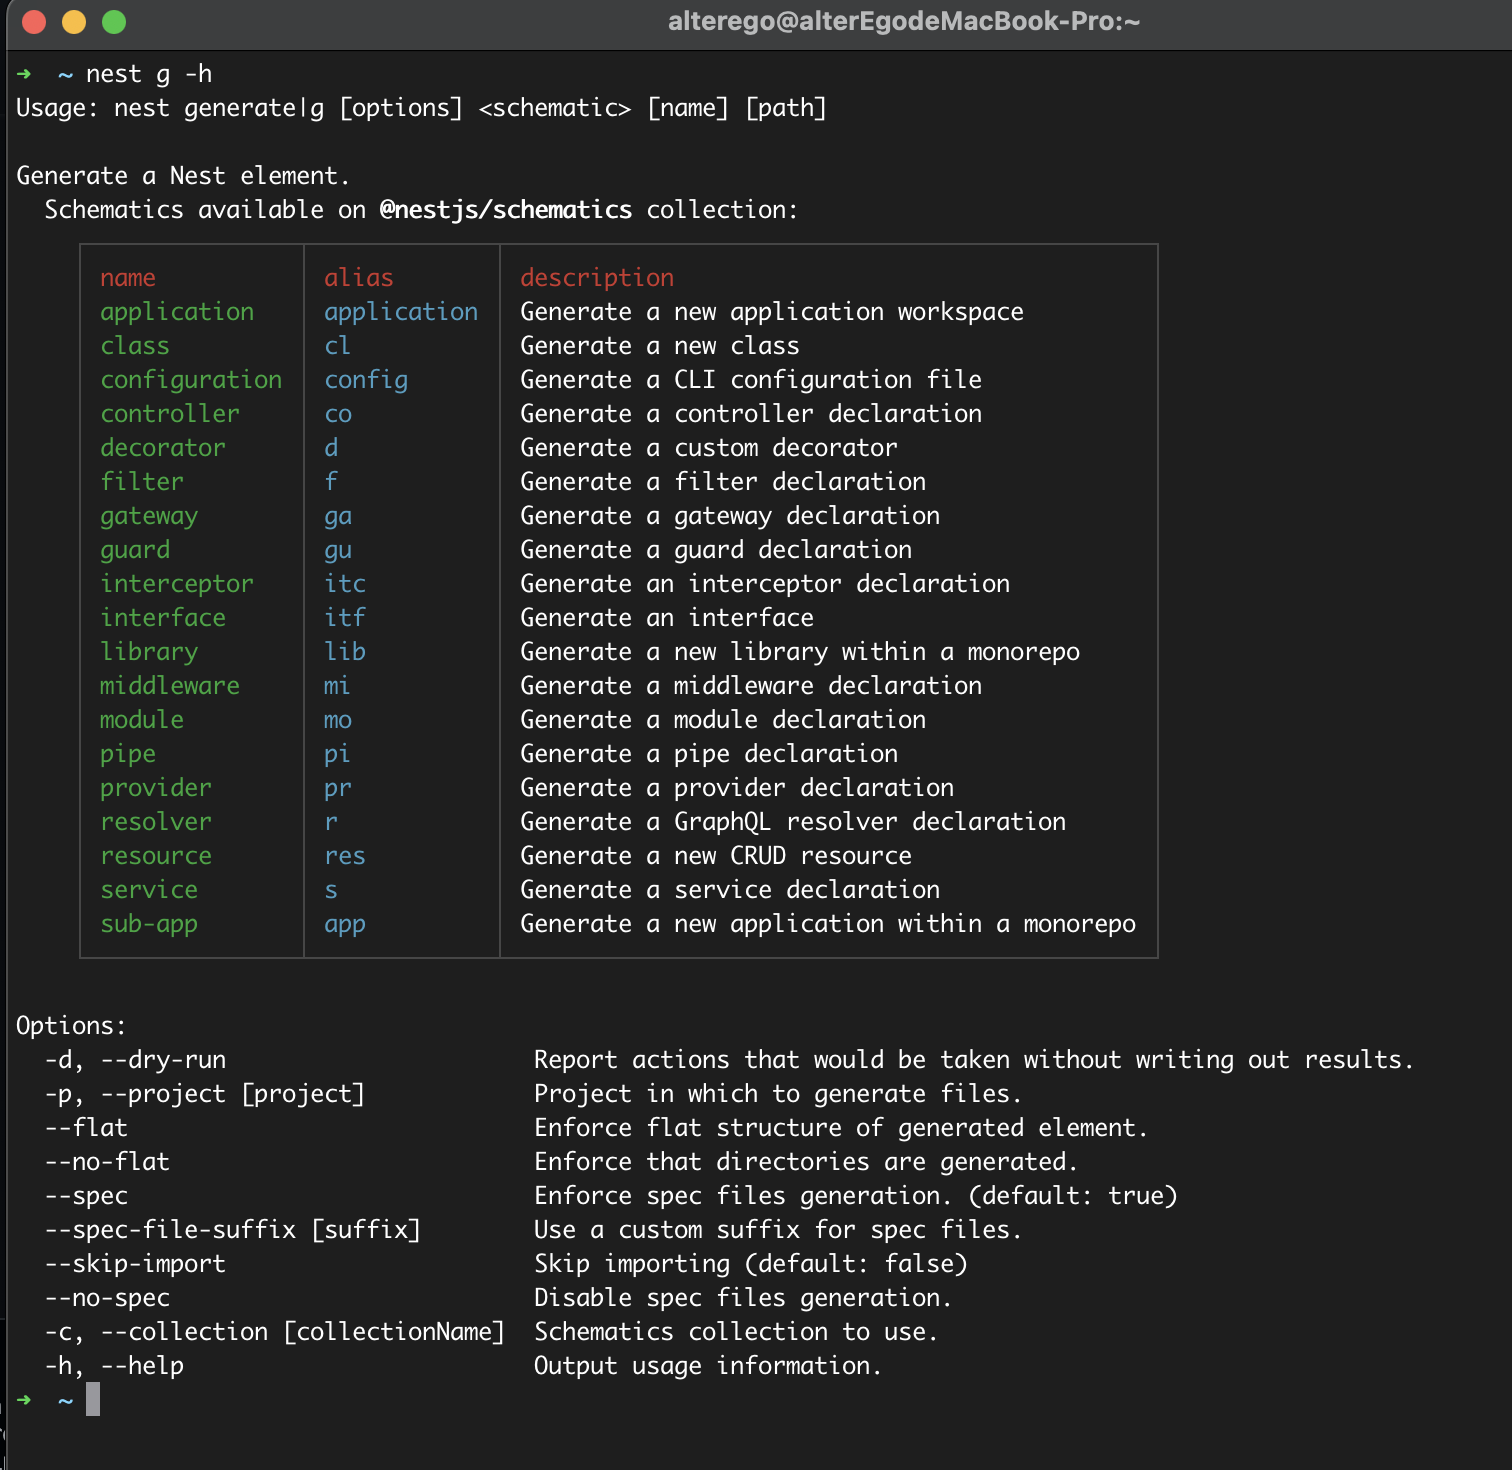 alterego@alterEgodeMacBook-Pro:~
➜  ~ nest g -h
Usage: nest generate|g [options] <schematic> [name] [path]
Generate a Nest element.
Schematics available on @nestjs/schematics collection:
name alias description
application application Generate a new application workspace
class cl Generate a new class
configuration config Generate a CLI configuration file
controller co Generate a controller declaration
decorator d Generate a custom decorator
filter f Generate a filter declaration
gateway ga Generate a gateway declaration
guard gu Generate a guard declaration
interceptor itc Generate an interceptor declaration
interface itf Generate an interface
library lib Generate a new library within a monorepo
middleware mi Generate a middleware declaration
module mo Generate a module declaration
pipe pi Generate a pipe declaration
provider pr Generate a provider declaration
resolver r Generate a GraphQL resolver declaration
resource res Generate a new CRUD resource
service s Generate a service declaration
sub-app app Generate a new application within a monorepo
Options:
-d, --dry-run Report actions that would be taken without writing out results.
-p, --project [project] Project in which to generate files.
--flat Enforce flat structure of generated element.
--no-flat Enforce that directories are generated.
--spec Enforce spec files generation. (default: true)
--spec-file-suffix [suffix] Use a custom suffix for spec files.
--skip-import Skip importing (default: false)
--no-spec Disable spec files generation.
-c, --collection [collectionName] Schematics collection to use.
-h, --help Output usage information.
➜  ~